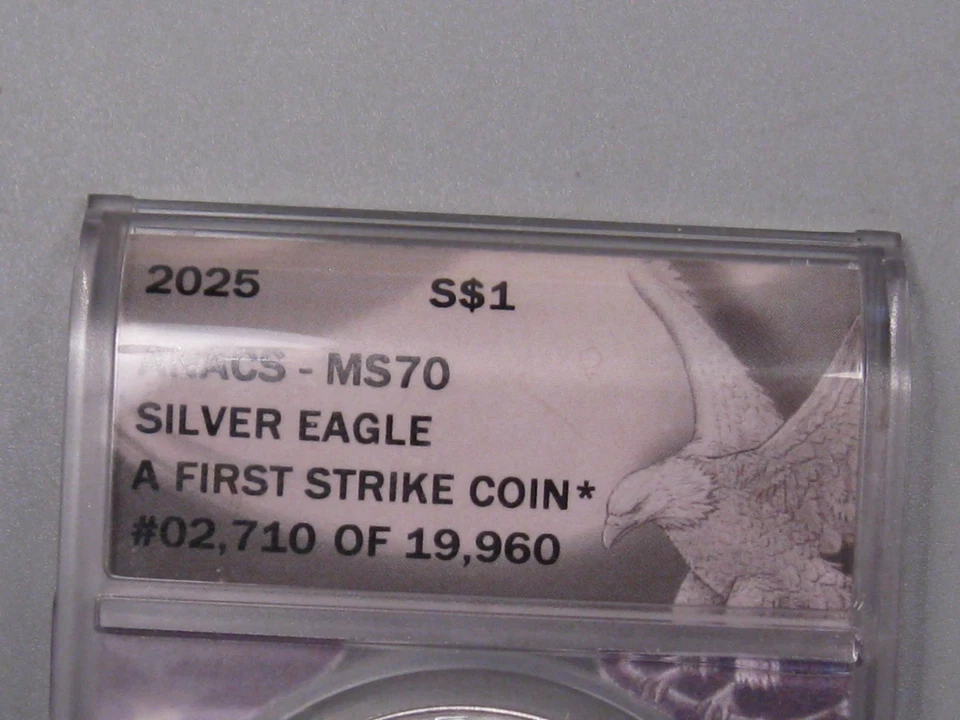 2025 S$1
ANACS - MS70
SILVER EAGLE
A FIRST STRIKE COIN*
#02,710 OF 19,960